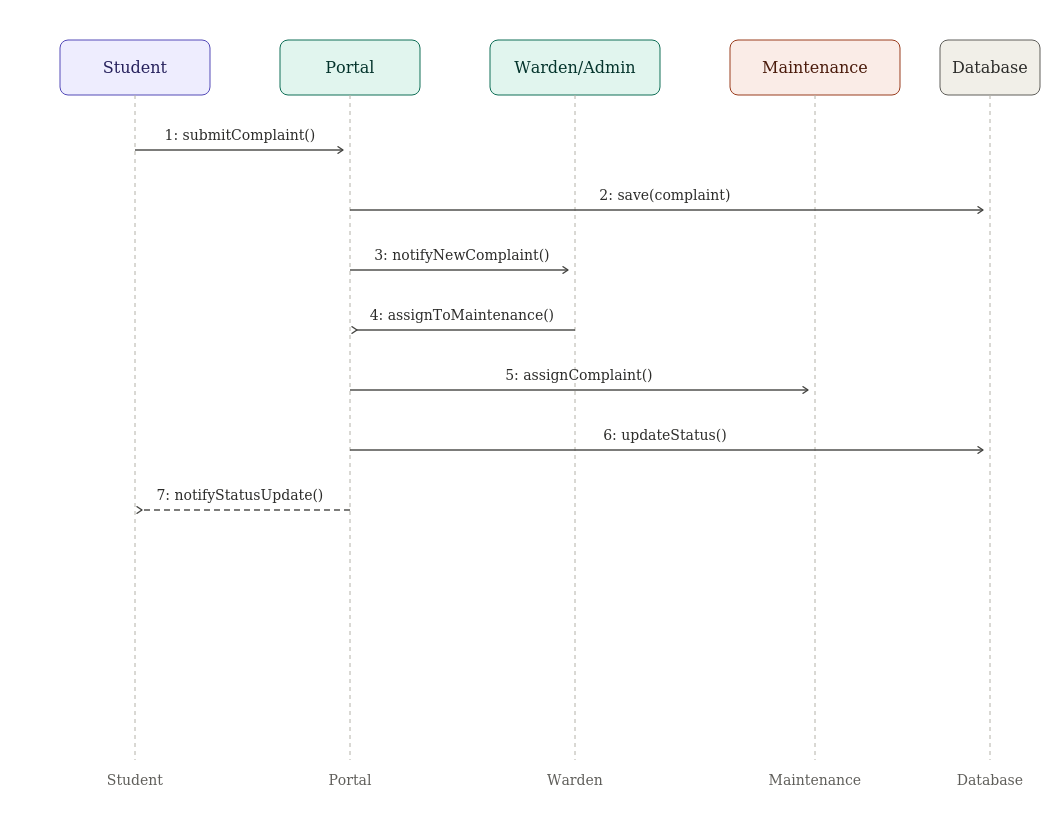 Student
Portal
Warden/Admin
Maintenance
Database
1: submitComplaint()
2: save(complaint)
3: notifyNewComplaint()
4: assignToMaintenance()
5: assignComplaint()
6: updateStatus()
7: notifyStatusUpdate()
Student
Portal
Warden
Maintenance
Database